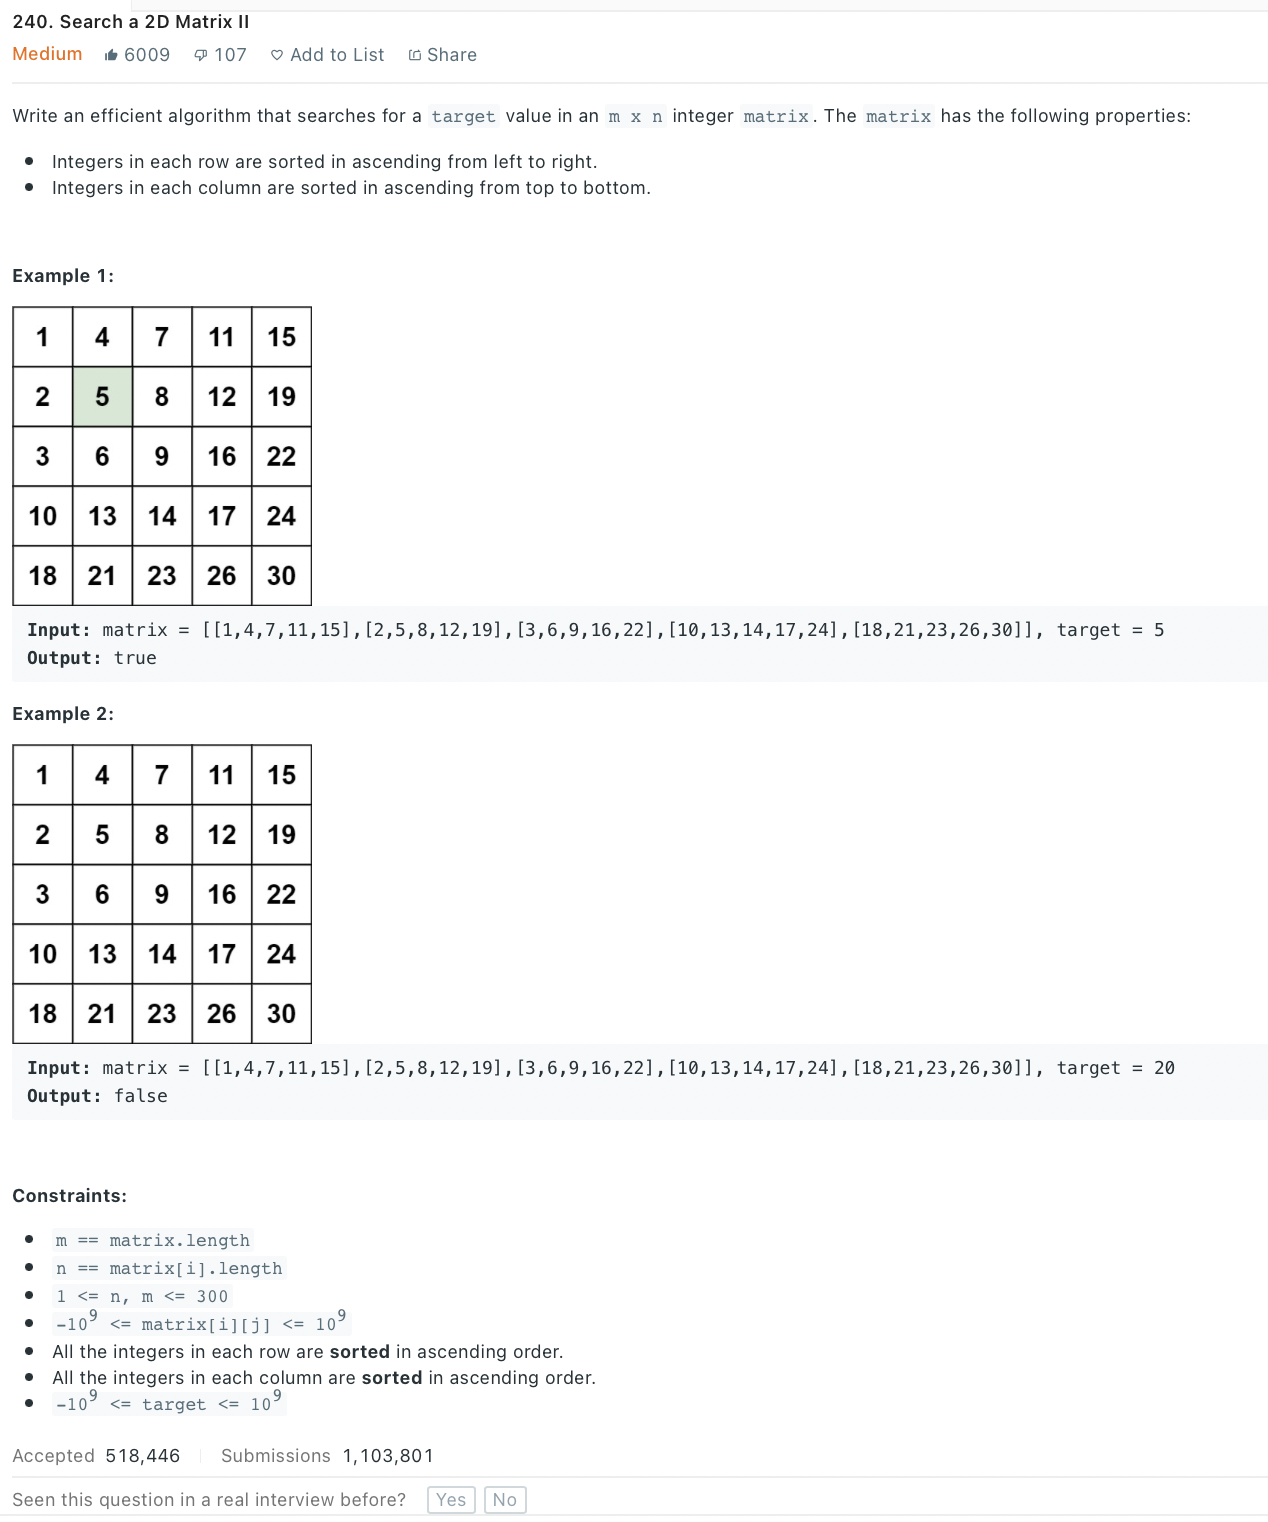 240. Search a 2D Matrix II
Medium 6009 107 Add to List Share
Write an efficient algorithm that searches for a target value in an m x n integer matrix. The matrix has the following properties:
Integers in each row are sorted in ascending from left to right.
Integers in each column are sorted in ascending from top to bottom.
Example 1:
1 4 7 11 15
2 5 8 12 19
3 6 9 16 22
10 13 14 17 24
18 21 23 26 30
Input: matrix = [[1,4,7,11,15],[2,5,8,12,19],[3,6,9,16,22],[10,13,14,17,24],[18,21,23,26,30]], target = 5
Output: true
Example 2:
1 4 7 11 15
2 5 8 12 19
3 6 9 16 22
10 13 14 17 24
18 21 23 26 30
Input: matrix = [[1,4,7,11,15],[2,5,8,12,19],[3,6,9,16,22],[10,13,14,17,24],[18,21,23,26,30]], target = 20
Output: false
Constraints:
m == matrix.length
n == matrix[i].length
1 <= n, m <= 300
-10⁹ <= matrix[i][j] <= 10⁹
All the integers in each row are sorted in ascending order.
All the integers in each column are sorted in ascending order.
-10⁹ <= target <= 10⁹
Accepted 518,446 Submissions 1,103,801
Seen this question in a real interview before? Yes No